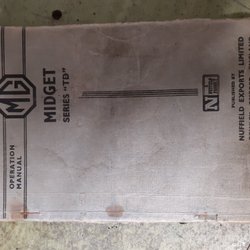 MG
OPERATION
MANUAL
MIDGET
SERIES "TD"
N
PUBLISHED BY
NUFFIELD EXPORTS LIMITED